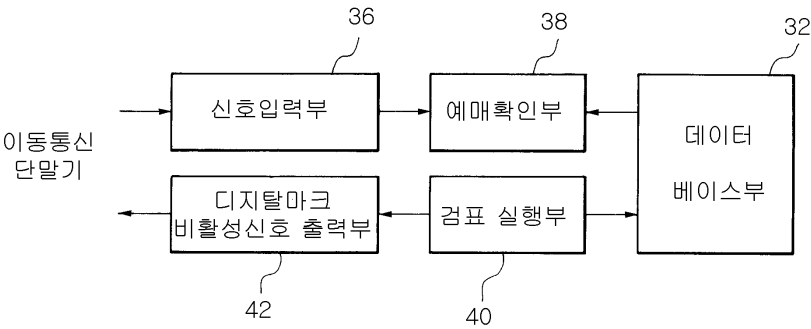 36
38
32
신호입력부
예매확인부
데이터
베이스부
이동통신
단말기
디지탈마크
비활성신호 출력부
검표 실행부
42
40